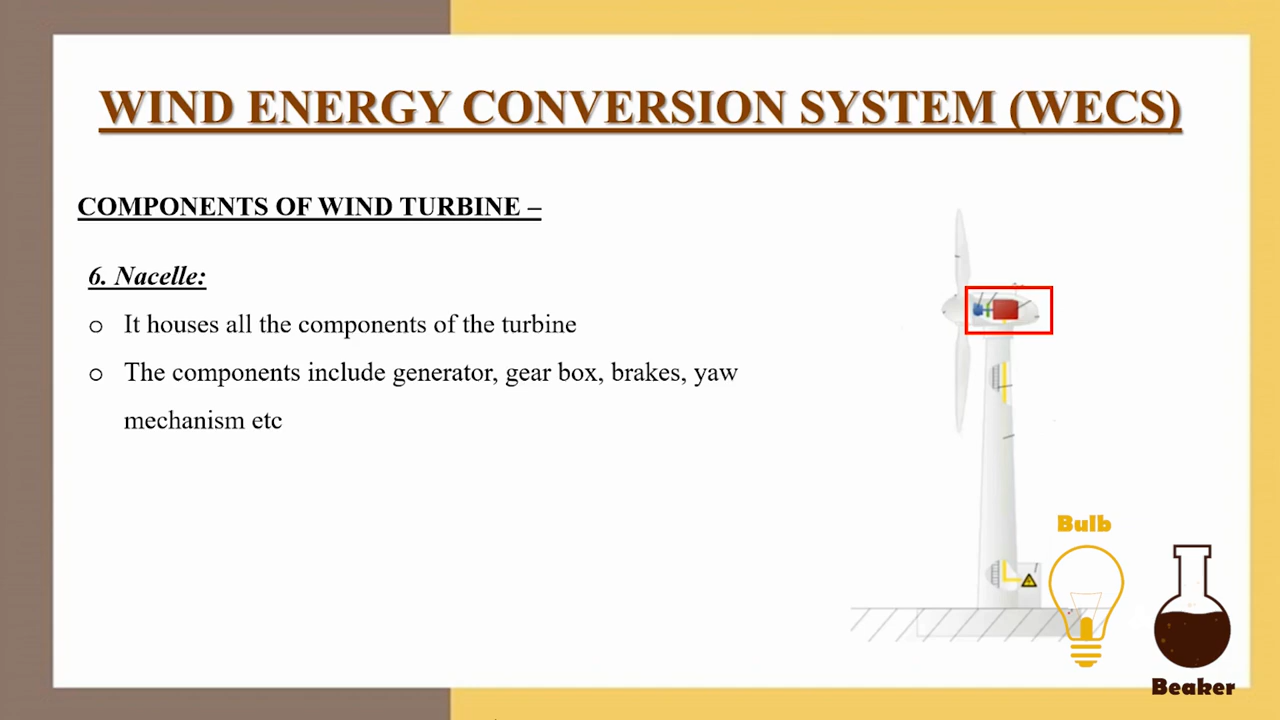 WIND ENERGY CONVERSION SYSTEM (WECS)
COMPONENTS OF WIND TURBINE –
6. Nacelle:
o It houses all the components of the turbine
o The components include generator, gear box, brakes, yaw
mechanism etc
Bulb
Beaker